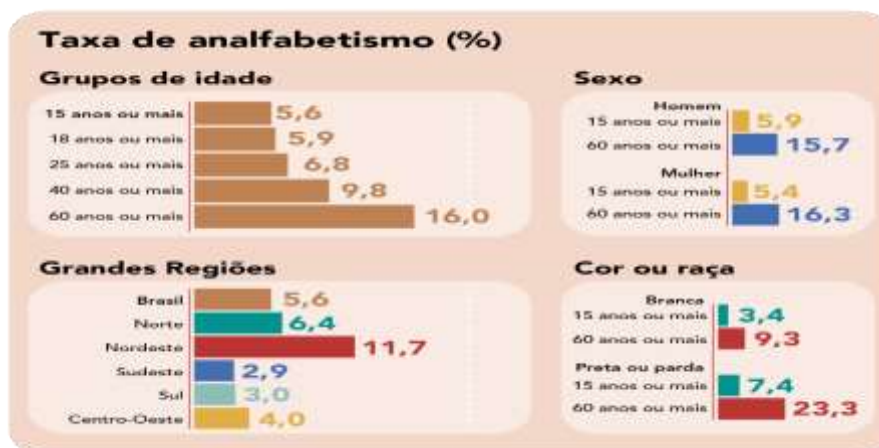 Taxa de analfabetismo (%)
Grupos de idade
15 anos ou mais 5,6
18 anos ou mais 5,9
25 anos ou mais 6,8
40 anos ou mais 9,8
60 anos ou mais 16,0
Sexo
Homem
15 anos ou mais 5,9
60 anos ou mais 15,7
Mulher
15 anos ou mais 5,4
60 anos ou mais 16,3
Grandes Regiões
Brasil 5,6
Norte 6,4
Nordeste 11,7
Sudeste 2,9
Sul 3,0
Centro-Oeste 4,0
Cor ou raça
Branca
15 anos ou mais 3,4
60 anos ou mais 9,3
Preta ou parda
15 anos ou mais 7,4
60 anos ou mais 23,3